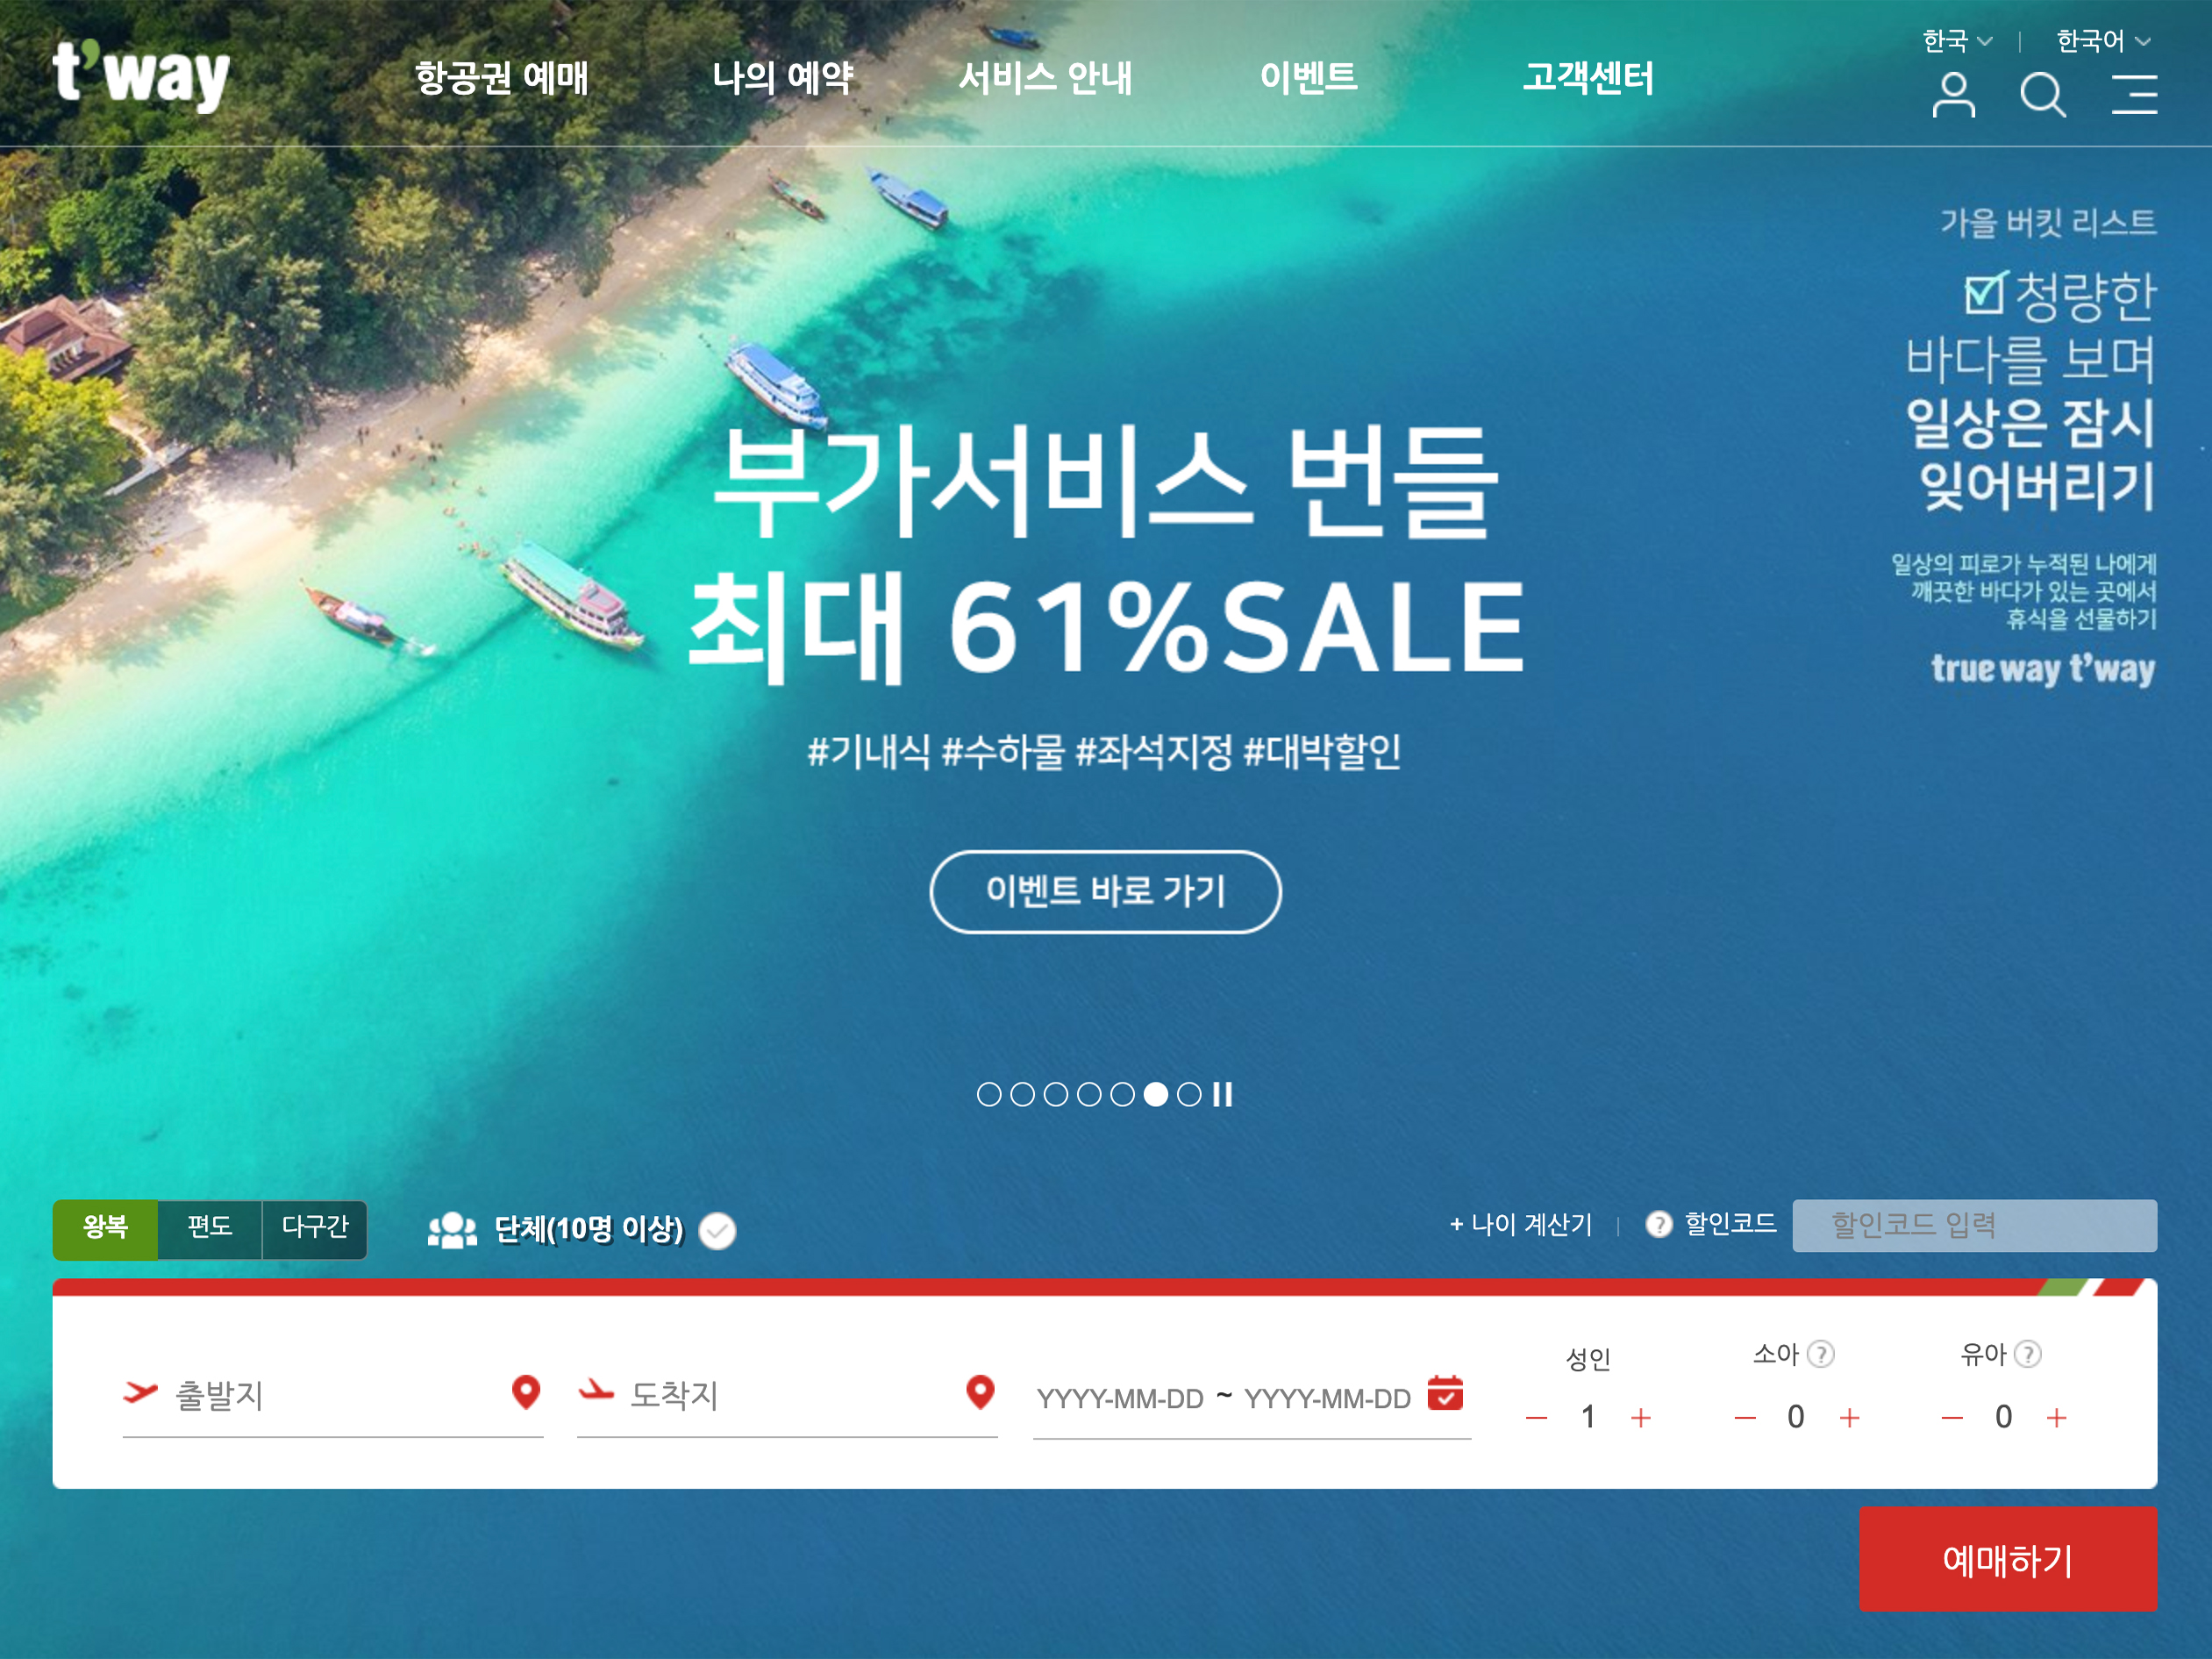 한국
한국어
t'way
항공권 예매
나의 예약
서비스 안내
이벤트
고객센터
가을 버킷 리스트
청량한
바다를 보며
일상은 잠시
잊어버리기
일상의 피로가 누적된 나에게
깨끗한 바다가 있는 곳에서
휴식을 선물하기
true way t'way
부가서비스 번들
최대 61%SALE
#기내식 #수하물 #좌석지정 #대박할인
이벤트 바로 가기
왕복
편도
다구간
단체(10명 이상)
+ 나이 계산기
? 할인코드
할인코드 입력
출발지
도착지
YYYY-MM-DD ~ YYYY-MM-DD
성인
− 1 +
소아 ?
− 0 +
유아 ?
− 0 +
예매하기